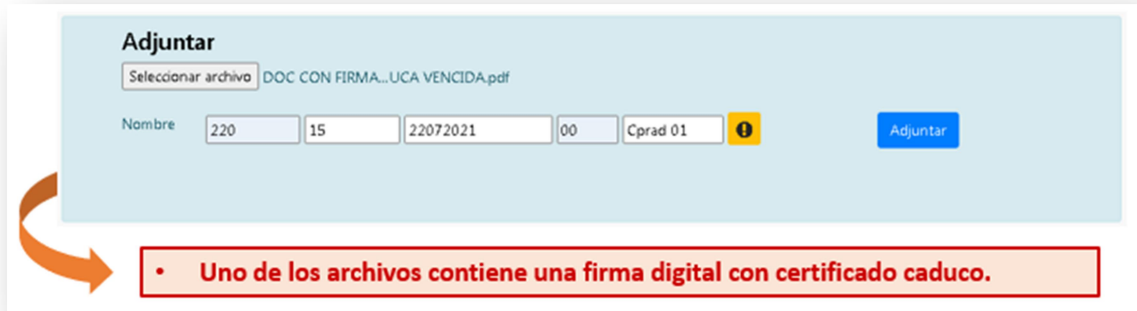 Adjuntar
Seleccionar archivo DOC CON FIRMA...UCA VENCIDA.pdf
Nombre 220 15 22072021 00 Cprad 01 Adjuntar
• Uno de los archivos contiene una firma digital con certificado caduco.